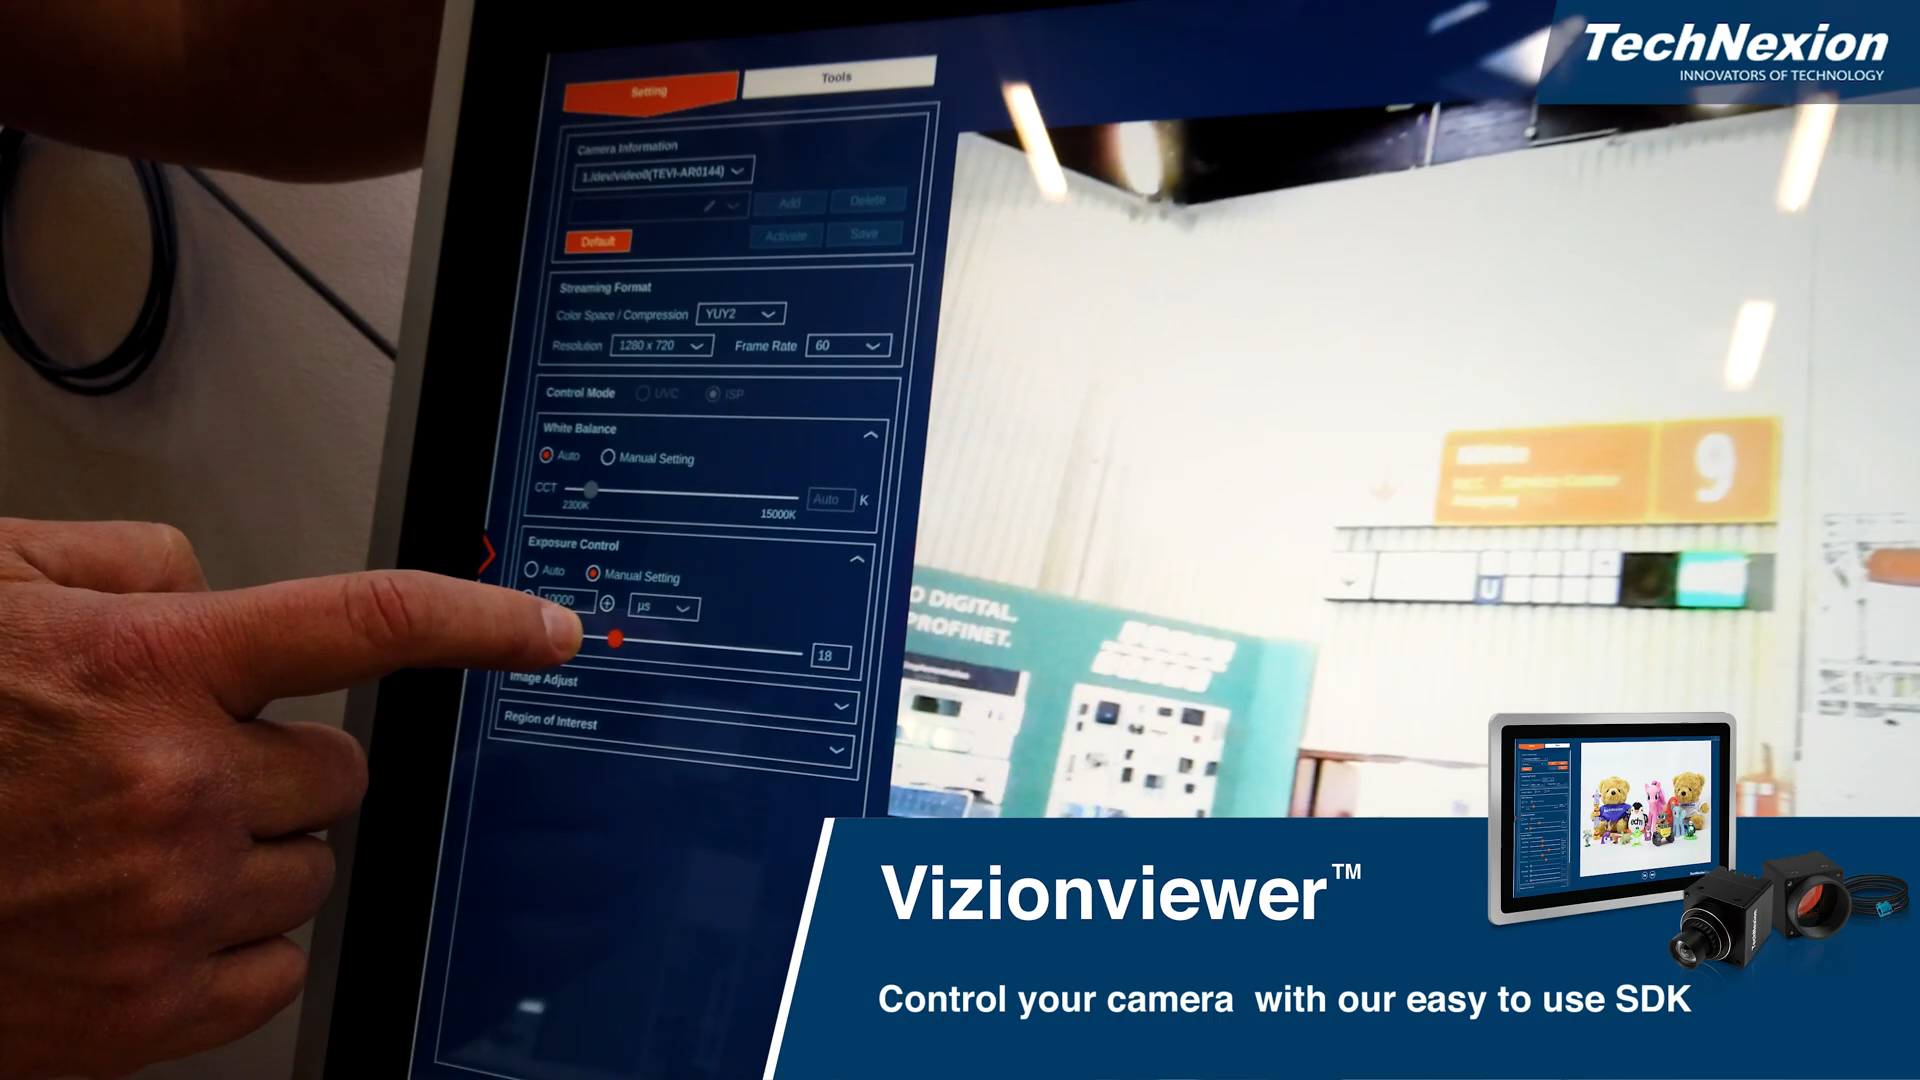 TechNexion
INNOVATORS OF TECHNOLOGY
Setting
Tools
Camera Information
1./dev/video0(TEVI-AR0144)
Add
Delete
Default
Activate
Save
Streaming Format
Color Space / Compression YUY2
Resolution 1280 x 720 Frame Rate 60
Control Mode UVC ISP
White Balance
Auto Manual Setting
CCT Auto K
2300K 15000K
Exposure Control
Auto Manual Setting
10000 µs
18
Image Adjust
Region of Interest
9
U
O DIGITAL.
PROFINET.
Vizionviewer™
Control your camera with our easy to use SDK
edm
TechNexion